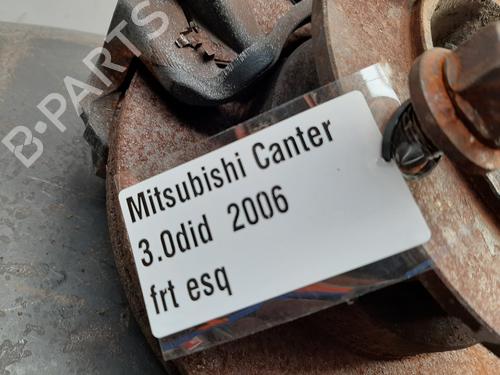 B-PARTS
Mitsubishi Canter
3.0did 2006
frt esq